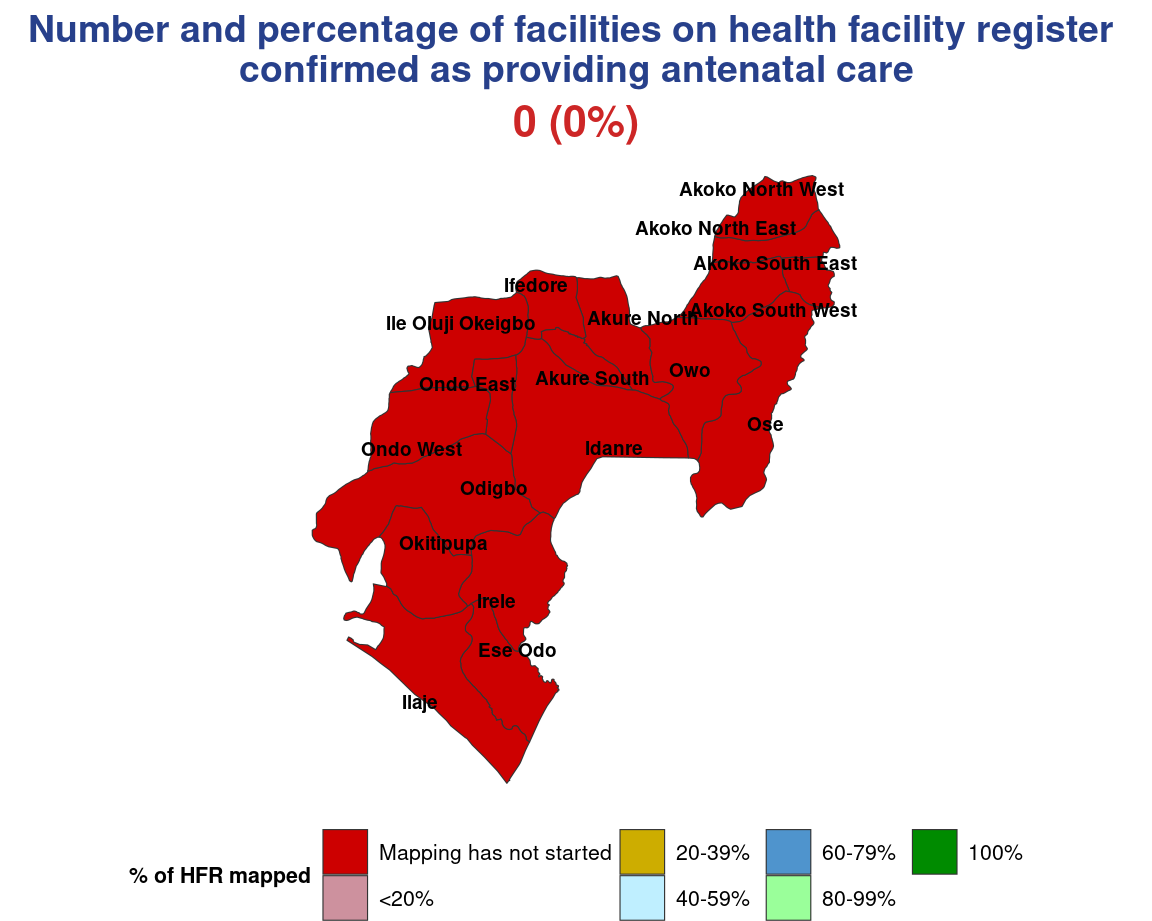 Number and percentage of facilities on health facility register
confirmed as providing antenatal care
0 (0%)
Akoko North West
Akoko North East
Akoko South East
Ifedore
Akoko South West
Akure North
Ile Oluji Okeigbo
Owo
Akure South
Ondo East
Ose
Idanre
Ondo West
Odigbo
Okitipupa
Irele
Ese Odo
Ilaje
% of HFR mapped
Mapping has not started
<20%
20-39%
40-59%
60-79%
80-99%
100%